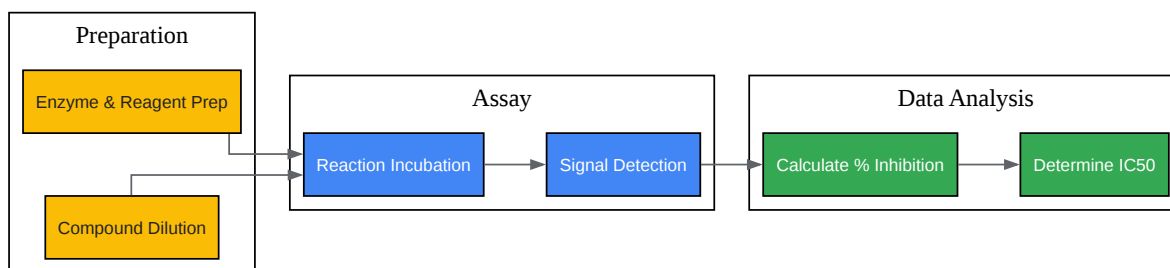 Preparation
Enzyme & Reagent Prep
Compound Dilution
Assay
Reaction Incubation
Signal Detection
Data Analysis
Calculate % Inhibition
Determine IC50